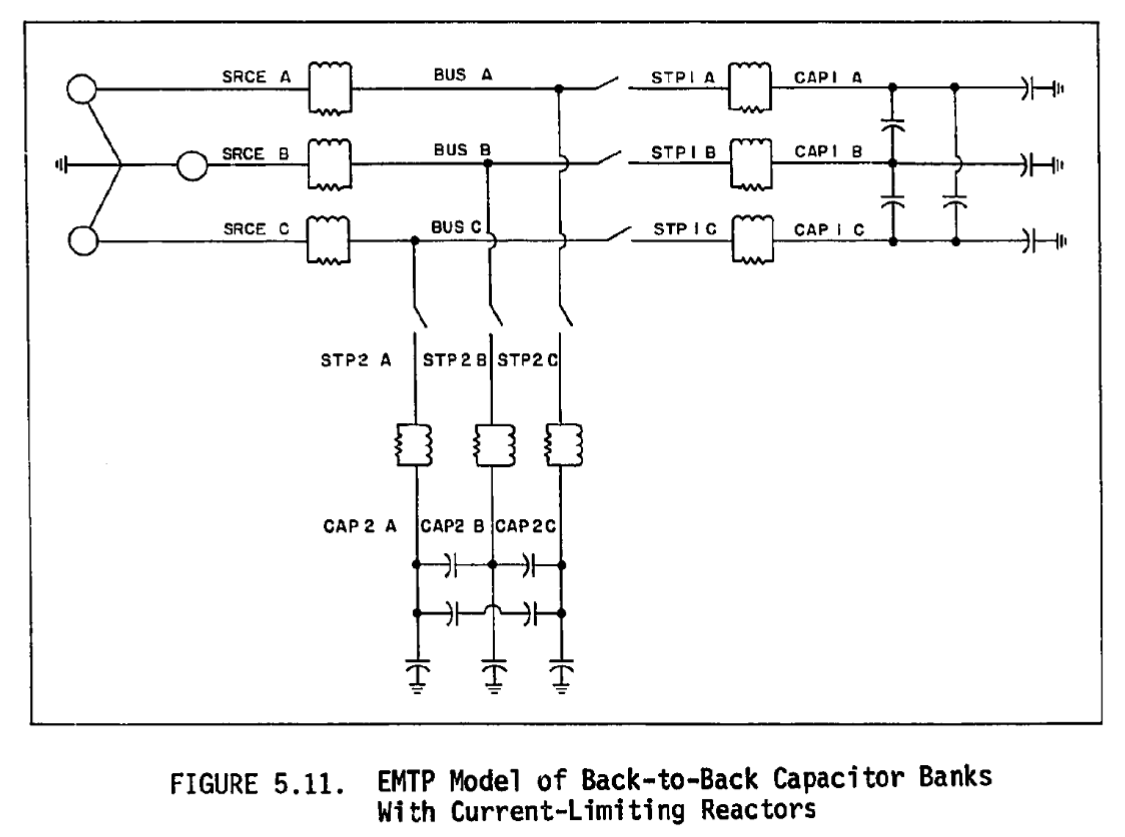 SRCE A
BUS A
STP1 A
CAP1 A
SRCE B
BUS B
STP1 B
CAP1 B
SRCE C
BUS C
STP1 C
CAP1 C
STP2 A STP2 B STP2 C
CAP2 A CAP2 B CAP2 C
FIGURE 5.11. EMTP Model of Back-to-Back Capacitor Banks
With Current-Limiting Reactors